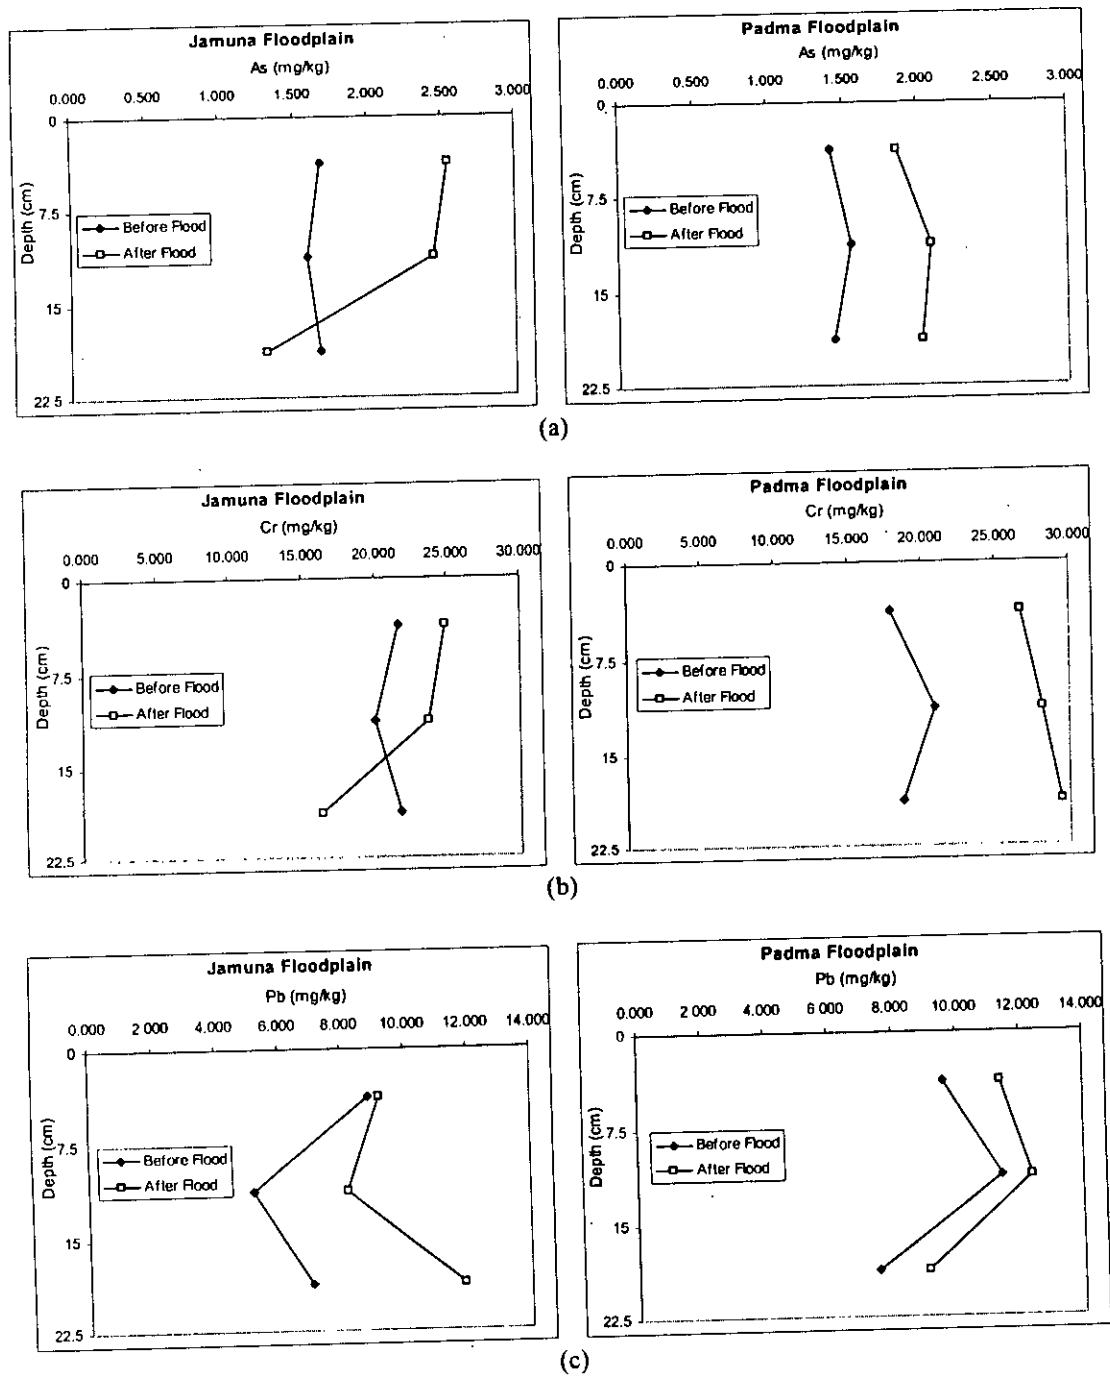 Jamuna Floodplain
As (mg/kg)
0.000 0.500 1.000 1.500 2.000 2.500 3.000
0
7.5
15
22.5
Depth (cm)
Before Flood
After Flood
Padma Floodplain
As (mg/kg)
0.000 0.500 1.000 1.500 2.000 2.500 3.000
0
7.5
15
22.5
Depth (cm)
Before Flood
After Flood
(a)
Jamuna Floodplain
Cr (mg/kg)
0.000 5.000 10.000 15.000 20.000 25.000 30.000
0
7.5
15
22.5
Depth (cm)
Before Flood
After Flood
Padma Floodplain
Cr (mg/kg)
0.000 5.000 10.000 15.000 20.000 25.000 30.000
0
7.5
15
22.5
Depth (cm)
Before Flood
After Flood
(b)
Jamuna Floodplain
Pb (mg/kg)
0.000 2 000 4.000 6.000 8.000 10.000 12.000 14.000
0
7.5
15
22.5
Depth (cm)
Before Flood
After Flood
Padma Floodplain
Pb (mg/kg)
0.000 2.000 4.000 6.000 8.000 10.000 12.000 14.000
0
7.5
15
22.5
Depth (cm)
Before Flood
After Flood
(c)